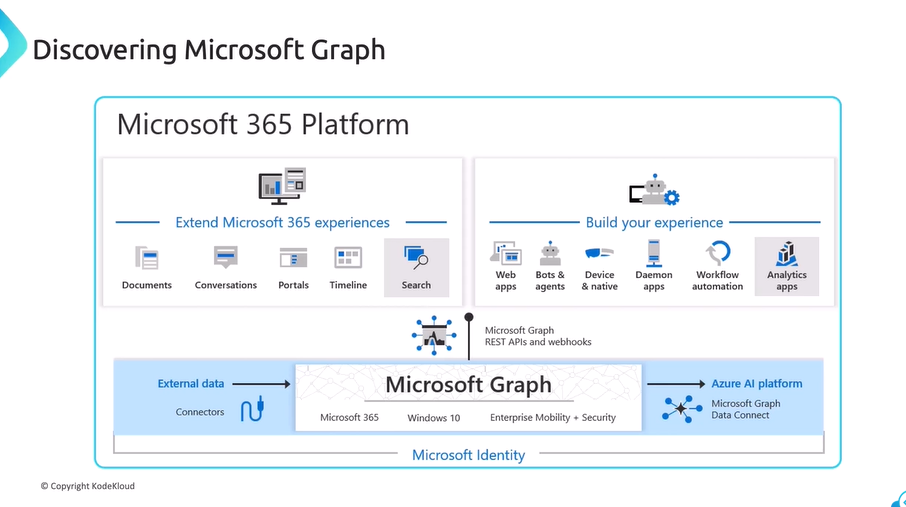 Discovering Microsoft Graph
Microsoft 365 Platform
Extend Microsoft 365 experiences
Documents
Conversations
Portals
Timeline
Search
Build your experience
Web
apps
Bots &
agents
Device
& native
Daemon
apps
Workflow
automation
Analytics
apps
Microsoft Graph
REST APIs and webhooks
External data
Connectors
Microsoft Graph
Microsoft 365
Windows 10
Enterprise Mobility + Security
Azure AI platform
Microsoft Graph
Data Connect
Microsoft Identity
© Copyright KodeKloud